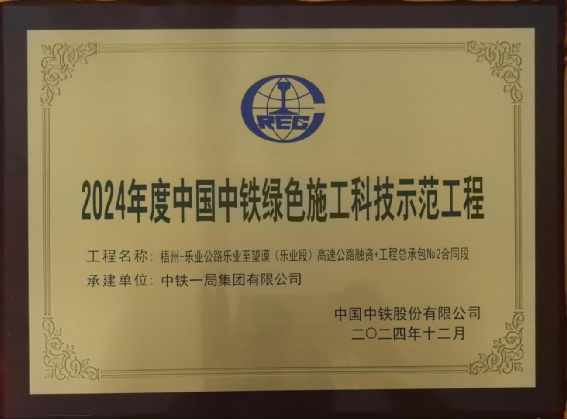 CREG
2024年度中国中铁绿色施工科技示范工程
工程名称：梧州-乐业公路乐业至望谟（乐业段）高速公路融资+工程总承包№2合同段
承建单位：中铁一局集团有限公司
中国中铁股份有限公司
二〇二四年十二月